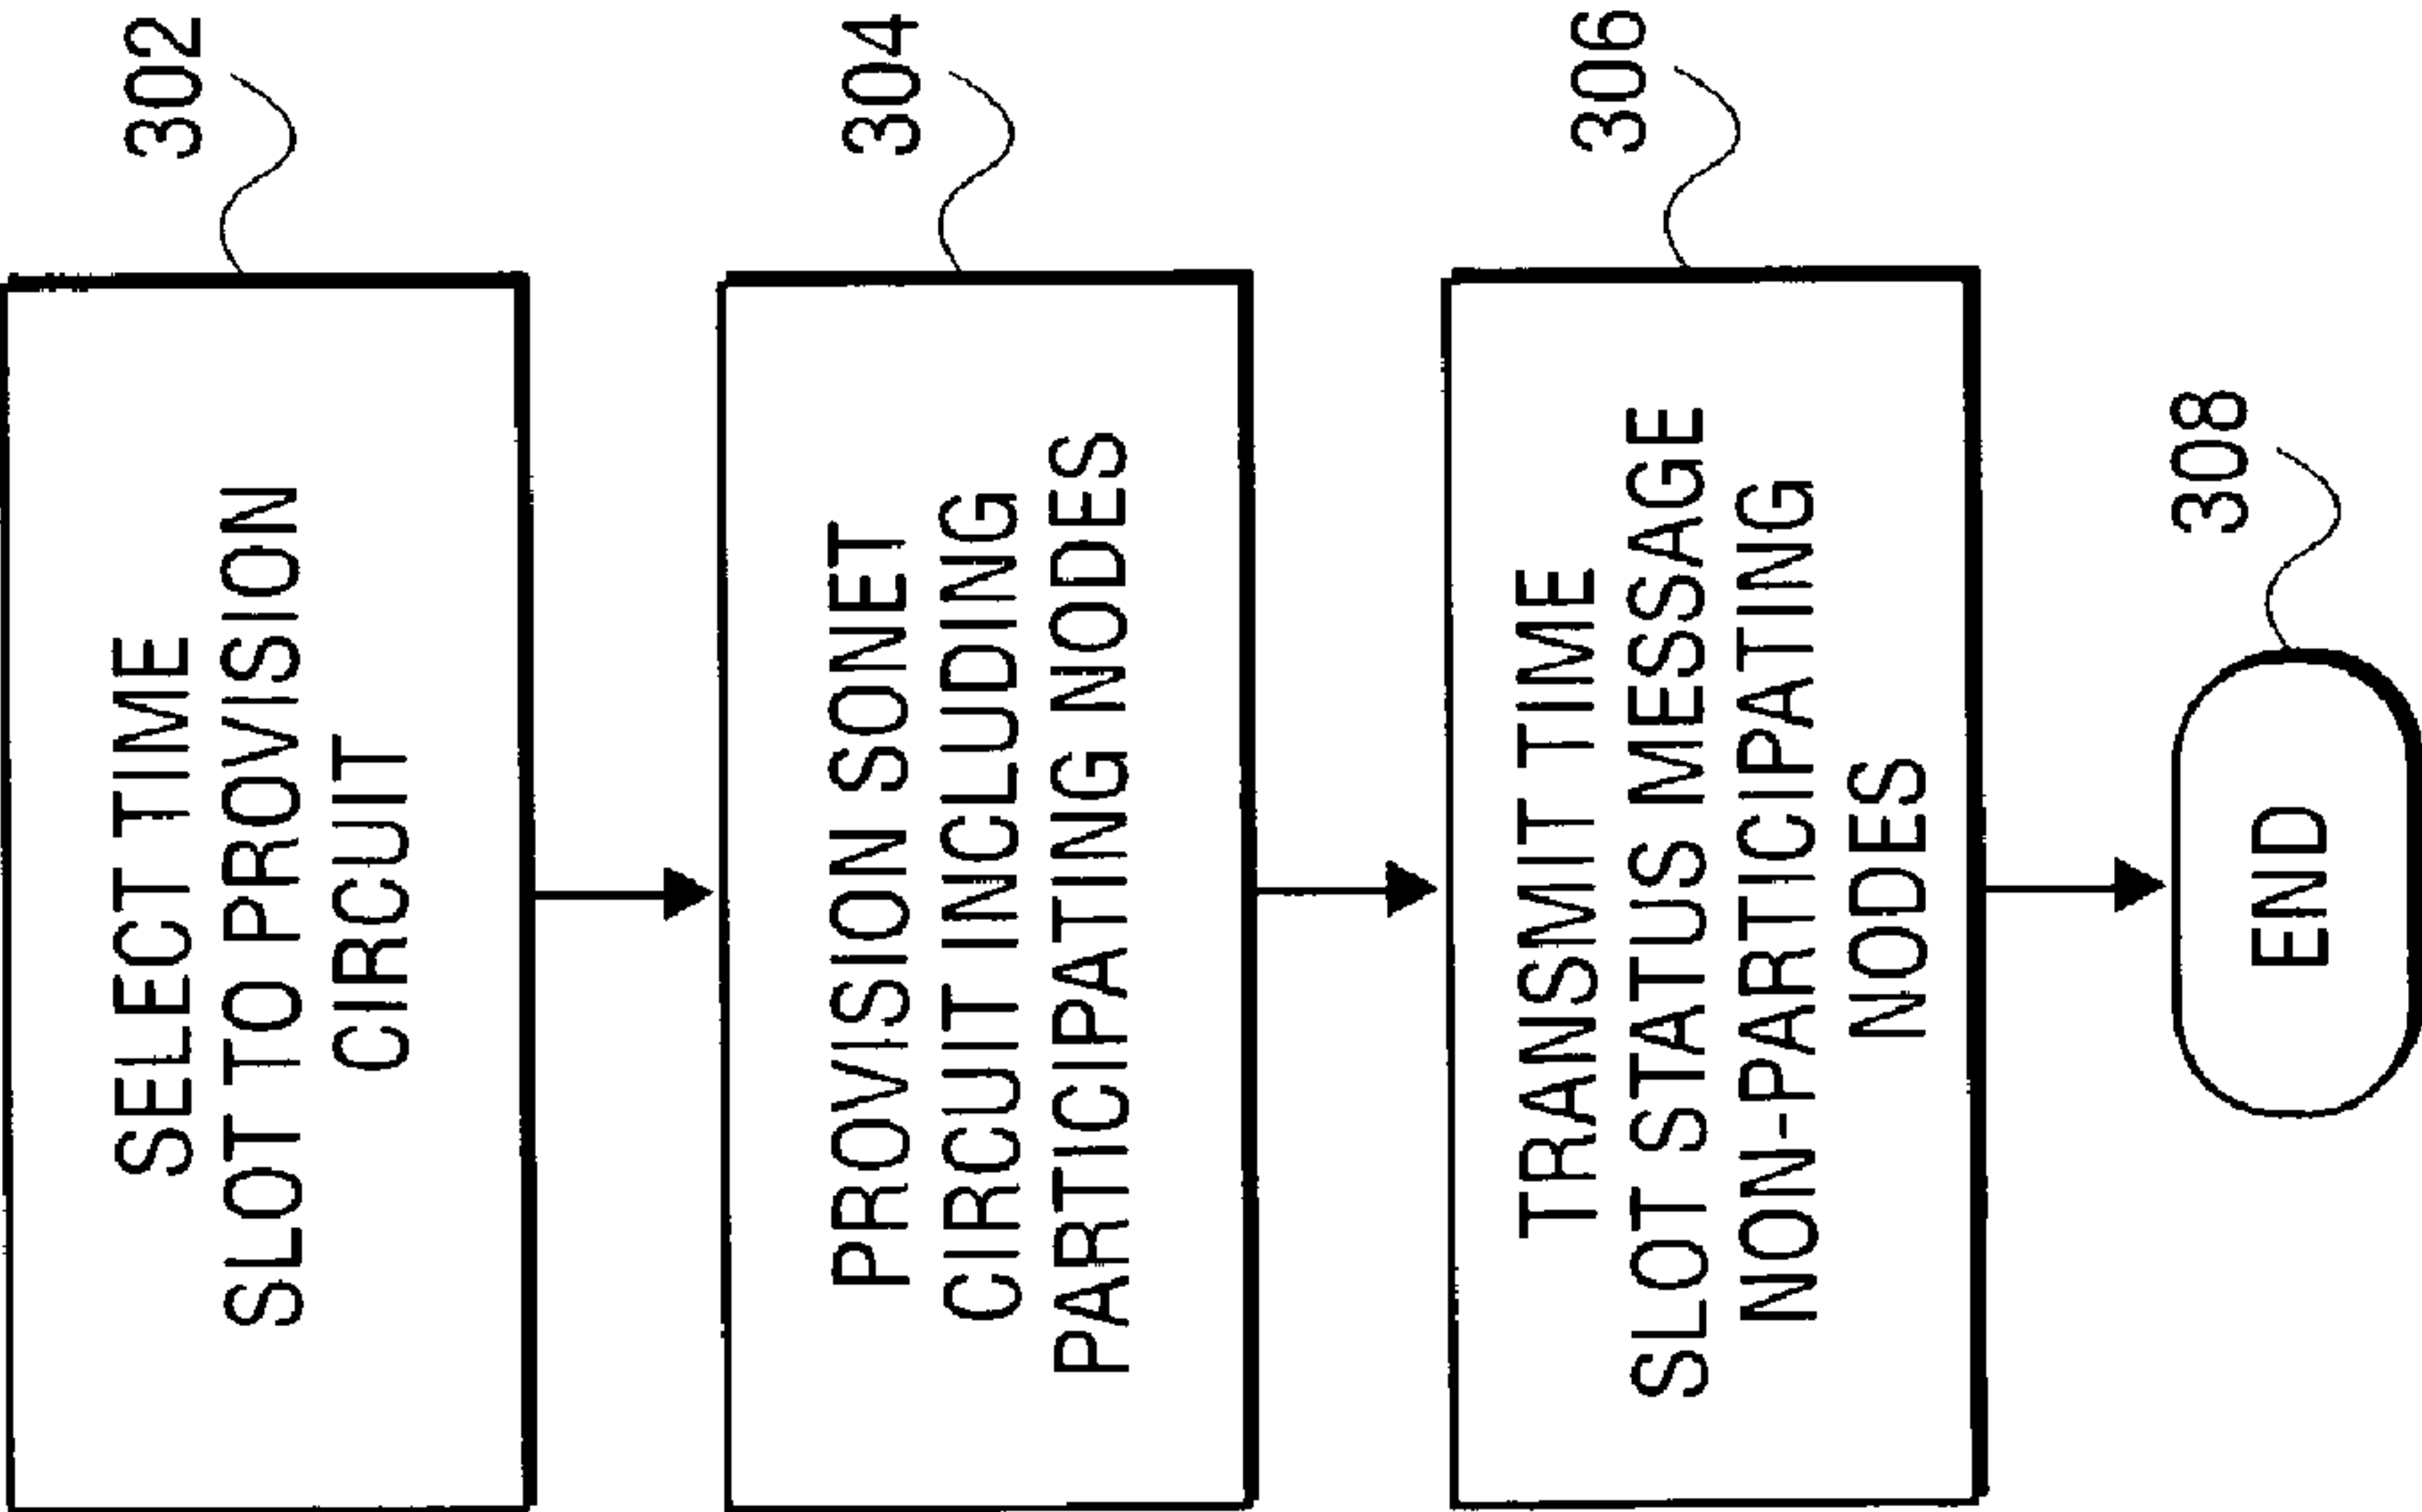 302
SELECT TIME
SLOT TO PROVISION
CIRCUIT
304
PROVISION SONET
CIRCUIT INCLUDING
PARTICIPATING NODES
306
TRANSMIT TIME
SLOT STATUS MESSAGE
NON-PARTICIPATING
NODES
308
END